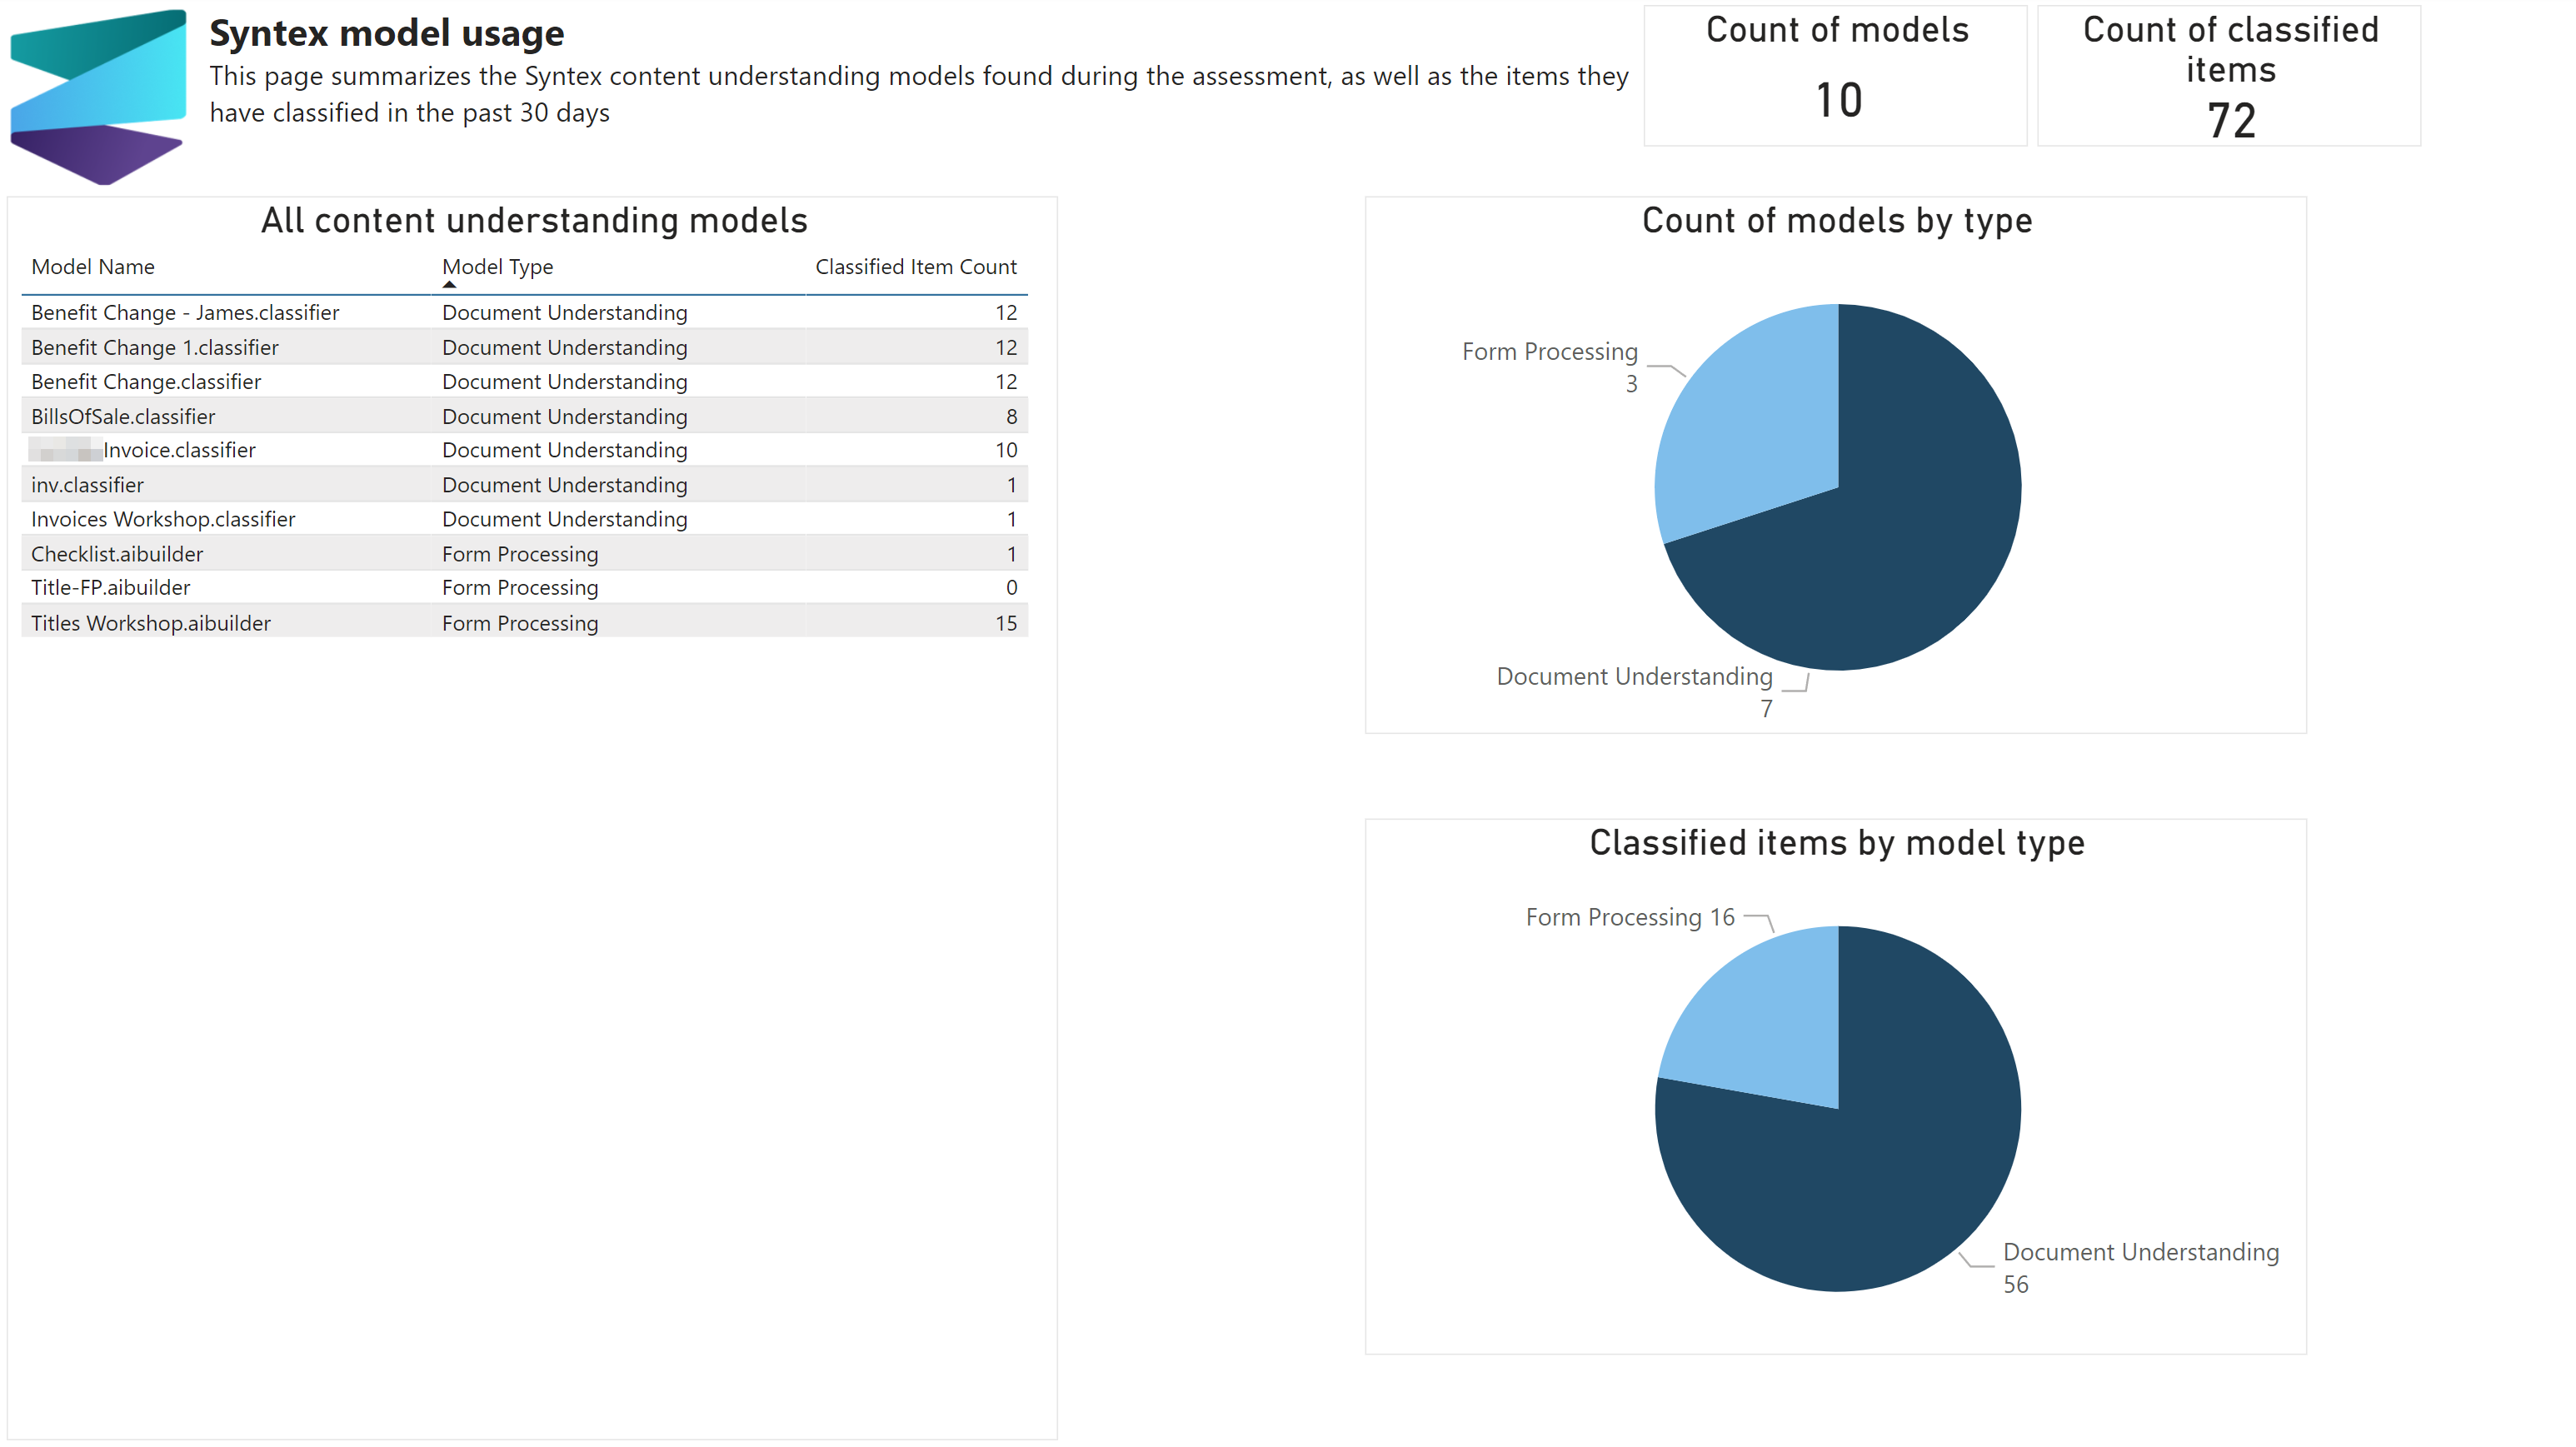 Syntex model usage
This page summarizes the Syntex content understanding models found during the assessment, as well as the items they
have classified in the past 30 days
Count of models
10
Count of classified
items
72
All content understanding models
Model Name Model Type Classified Item Count
Benefit Change - James.classifier Document Understanding 12
Benefit Change 1.classifier Document Understanding 12
Benefit Change.classifier Document Understanding 12
BillsOfSale.classifier Document Understanding 8
Invoice.classifier Document Understanding 10
inv.classifier Document Understanding 1
Invoices Workshop.classifier Document Understanding 1
Checklist.aibuilder Form Processing 1
Title-FP.aibuilder Form Processing 0
Titles Workshop.aibuilder Form Processing 15
Count of models by type
Form Processing
3
Document Understanding
7
Classified items by model type
Form Processing 16
Document Understanding
56